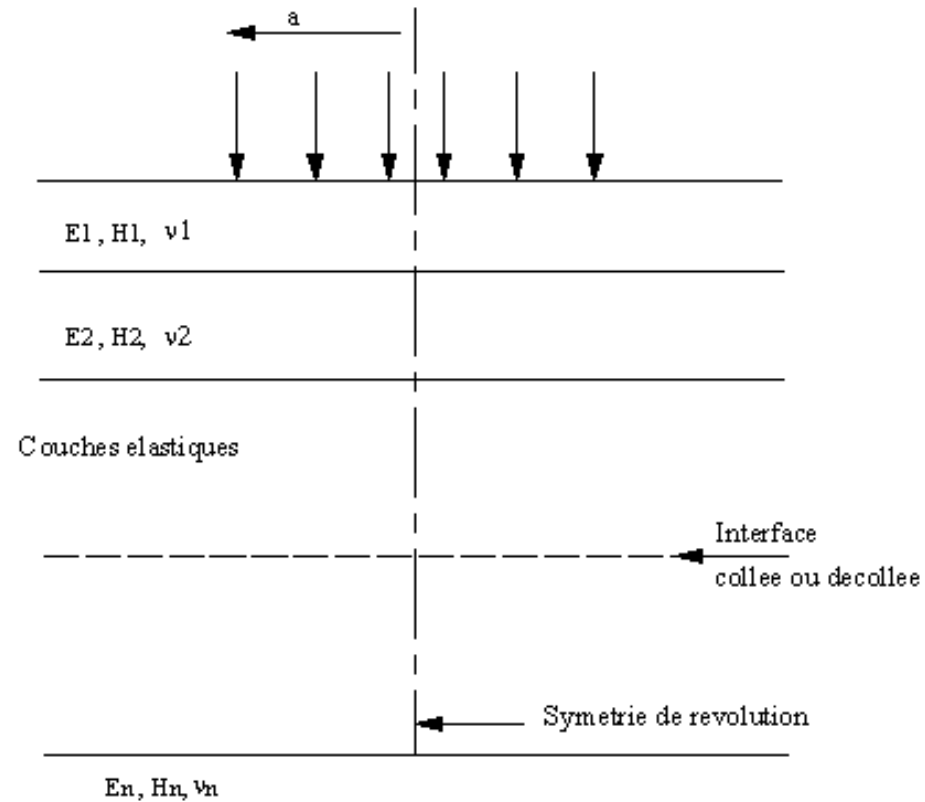 a
E1, H1, ν1
E2, H2, ν2
Couches elastiques
Interface
collee ou decollee
Symetrie de revolution
En, Hn, νn